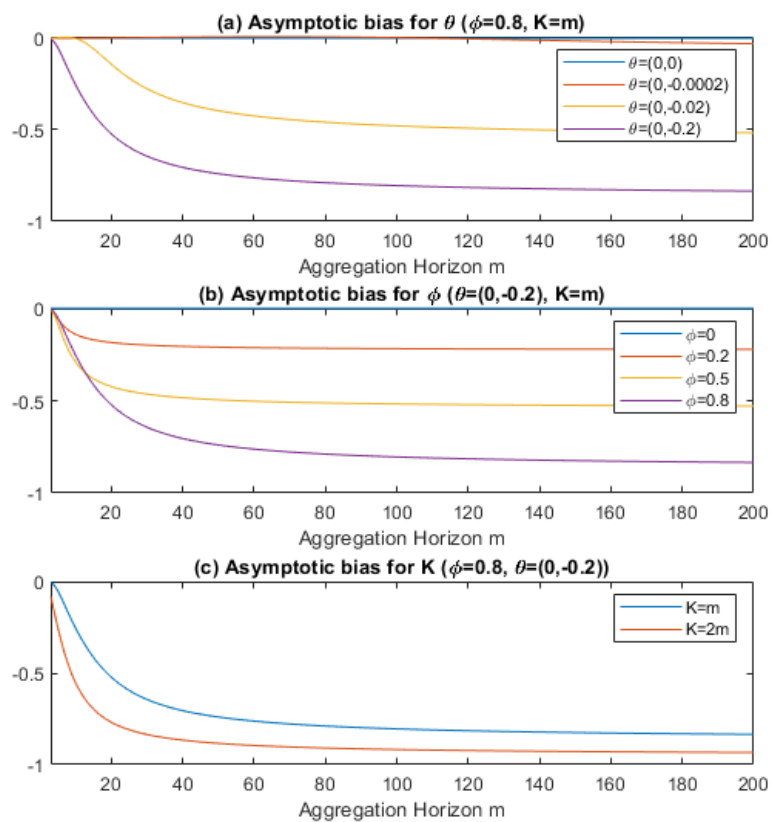 (a) Asymptotic bias for θ (ϕ=0.8, K=m)
0
-0.5
-1
θ=(0,0)
θ=(0,-0.0002)
θ=(0,-0.02)
θ=(0,-0.2)
20 40 60 80 100 120 140 160 180 200
Aggregation Horizon m
(b) Asymptotic bias for ϕ (θ=(0,-0.2), K=m)
0
-0.5
-1
ϕ=0
ϕ=0.2
ϕ=0.5
ϕ=0.8
20 40 60 80 100 120 140 160 180 200
Aggregation Horizon m
(c) Asymptotic bias for K (ϕ=0.8, θ=(0,-0.2))
0
-0.5
-1
K=m
K=2m
20 40 60 80 100 120 140 160 180 200
Aggregation Horizon m